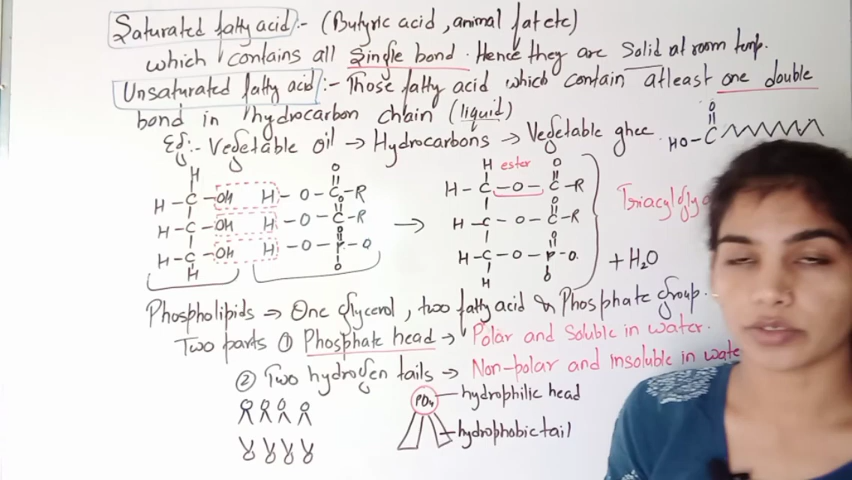 Saturated fatty acid :- (Butyric acid, animal fat etc)
which contains all single bond. Hence they are solid at room temp.
Unsaturated fatty acid :- Those fatty acid which contain atleast one double
bond in hydrocarbon chain (liquid)
Eg:- Vegetable oil → Hydrocarbons → Vegetable ghee
O
HO-C
H
H-C-OH H-O-C-R
O
H-C-OH H-O-C-R
O
H-C-OH H-O-P-O
H O
→
H ester O
H-C-O-C-R
O
H-C-O-C-R
O
H-C-O-P-O
H O
+ H2O
Phospholipids ⇒ One glycerol, two fatty acid & Phosphate group.
Two parts ① Phosphate head → Polar and Soluble in water.
② Two hydrogen tails → Non-polar and insoluble in wate
PO4 hydrophilic head
hydrophobic tail